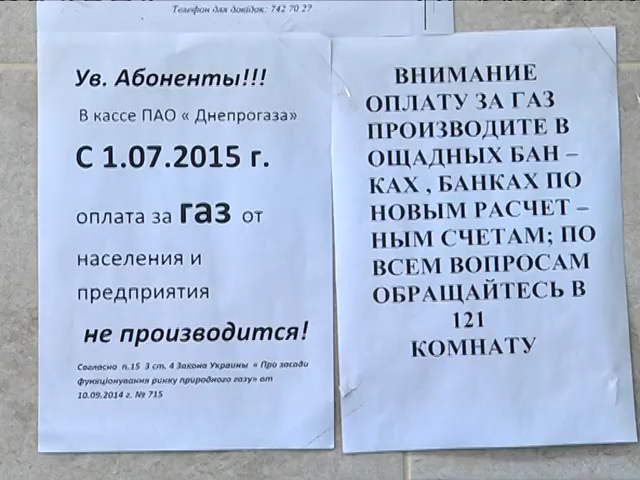 Телефон для довідок: 742 70 27
Ув. Абоненты!!!
В кассе ПАО « Днепрогаза»
С 1.07.2015 г.
оплата за газ от
населения и
предприятия
не производится!
Согласно п.15 3 ст. 4 Закона Украины « Про засади
функціонування ринку природного газу» от
10.09.2014 г. № 715
ВНИМАНИЕ
ОПЛАТУ ЗА ГАЗ
ПРОИЗВОДИТЕ В
ОЩАДНЫХ БАН –
КАХ , БАНКАХ ПО
НОВЫМ РАСЧЕТ –
НЫМ СЧЕТАМ; ПО
ВСЕМ ВОПРОСАМ
ОБРАЩАЙТЕСЬ В
121
КОМНАТУ